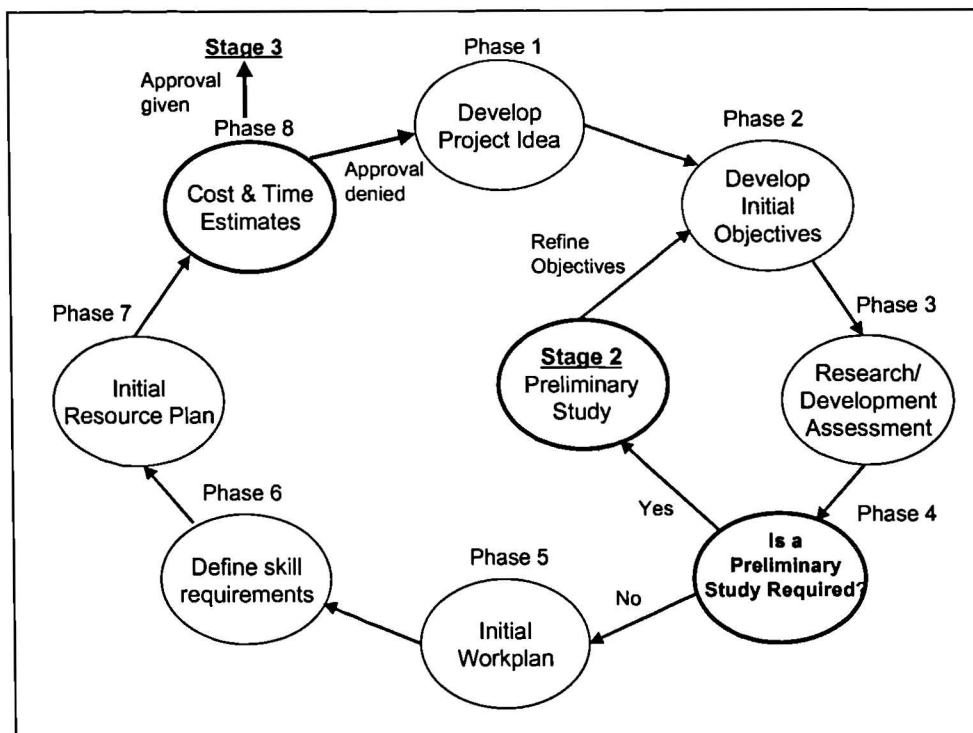 Stage 3
Approval
given
Phase 8
Cost & Time
Estimates
Approval
denied
Phase 1
Develop
Project Idea
Phase 2
Develop
Initial
Objectives
Refine
Objectives
Phase 3
Research/
Development
Assessment
Stage 2
Preliminary
Study
Phase 4
Is a
Preliminary
Study Required?
Yes
No
Phase 5
Initial
Workplan
Phase 6
Define skill
requirements
Phase 7
Initial
Resource Plan